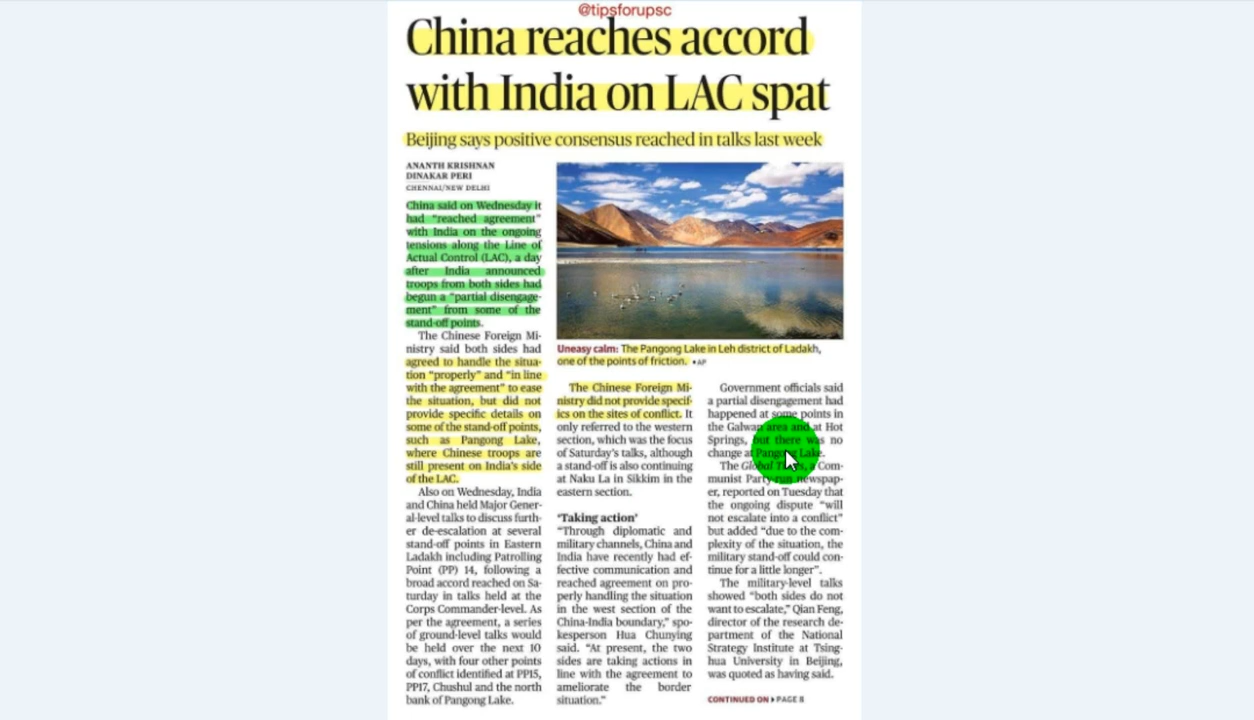 @tipsforupsc
China reaches accord
with India on LAC spat
Beijing says positive consensus reached in talks last week
ANANTH KRISHNAN
DINAKAR PERI
CHENNAI/NEW DELHI
China said on Wednesday it
had “reached agreement”
with India on the ongoing
tensions along the Line of
Actual Control (LAC), a day
after India announced
troops from both sides had
begun a “partial disengage-
ment” from some of the
stand-off points.
The Chinese Foreign Mi-
nistry said both sides had
agreed to handle the situa-
tion “properly” and “in line
with the agreement” to ease
the situation, but did not
provide specific details on
some of the stand-off points,
such as Pangong Lake,
where Chinese troops are
still present on India’s side
of the LAC.
Also on Wednesday, India
and China held Major Gener-
al-level talks to discuss furth-
er de-escalation at several
stand-off points in Eastern
Ladakh including Patrolling
Point (PP) 14, following a
broad accord reached on Sa-
turday in talks held at the
Corps Commander-level. As
per the agreement, a series
of ground-level talks would
be held over the next 10
days, with four other points
of conflict identified at PP15,
PP17, Chushul and the north
bank of Pangong Lake.
Uneasy calm: The Pangong Lake in Leh district of Ladakh,
one of the points of friction. • AP
The Chinese Foreign Mi-
nistry did not provide specif-
ics on the sites of conflict. It
only referred to the western
section, which was the focus
of Saturday’s talks, although
a stand-off is also continuing
at Naku La in Sikkim in the
eastern section.
‘Taking action’
“Through diplomatic and
military channels, China and
India have recently had ef-
fective communication and
reached agreement on pro-
perly handling the situation
in the west section of the
China-India boundary,” spo-
kesperson Hua Chunying
said. “At present, the two
sides are taking actions in
line with the agreement to
ameliorate the border
situation.”
Government officials said
a partial disengagement had
happened at some points in
the Galwan area and at Hot
Springs, but there was no
change at Pangong Lake.
The Global Times, a Com-
munist Party-run newspap-
er, reported on Tuesday that
the ongoing dispute “will
not escalate into a conflict”
but added “due to the com-
plexity of the situation, the
military stand-off could con-
tinue for a little longer”.
The military-level talks
showed “both sides do not
want to escalate,” Qian Feng,
director of the research de-
partment of the National
Strategy Institute at Tsing-
hua University in Beijing,
was quoted as having said.
CONTINUED ON ▸ PAGE 8